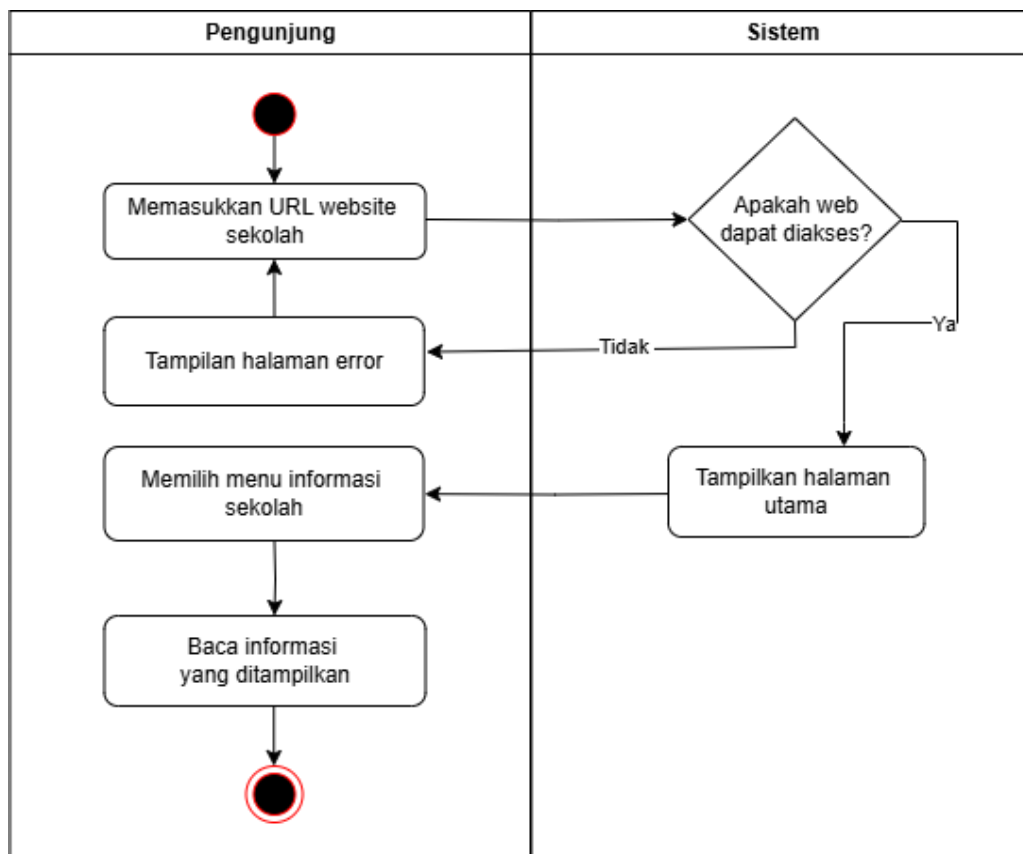 Pengunjung
Sistem
Memasukkan URL website
sekolah
Apakah web
dapat diakses?
Ya
Tidak
Tampilan halaman error
Tampilkan halaman
utama
Memilih menu informasi
sekolah
Baca informasi
yang ditampilkan